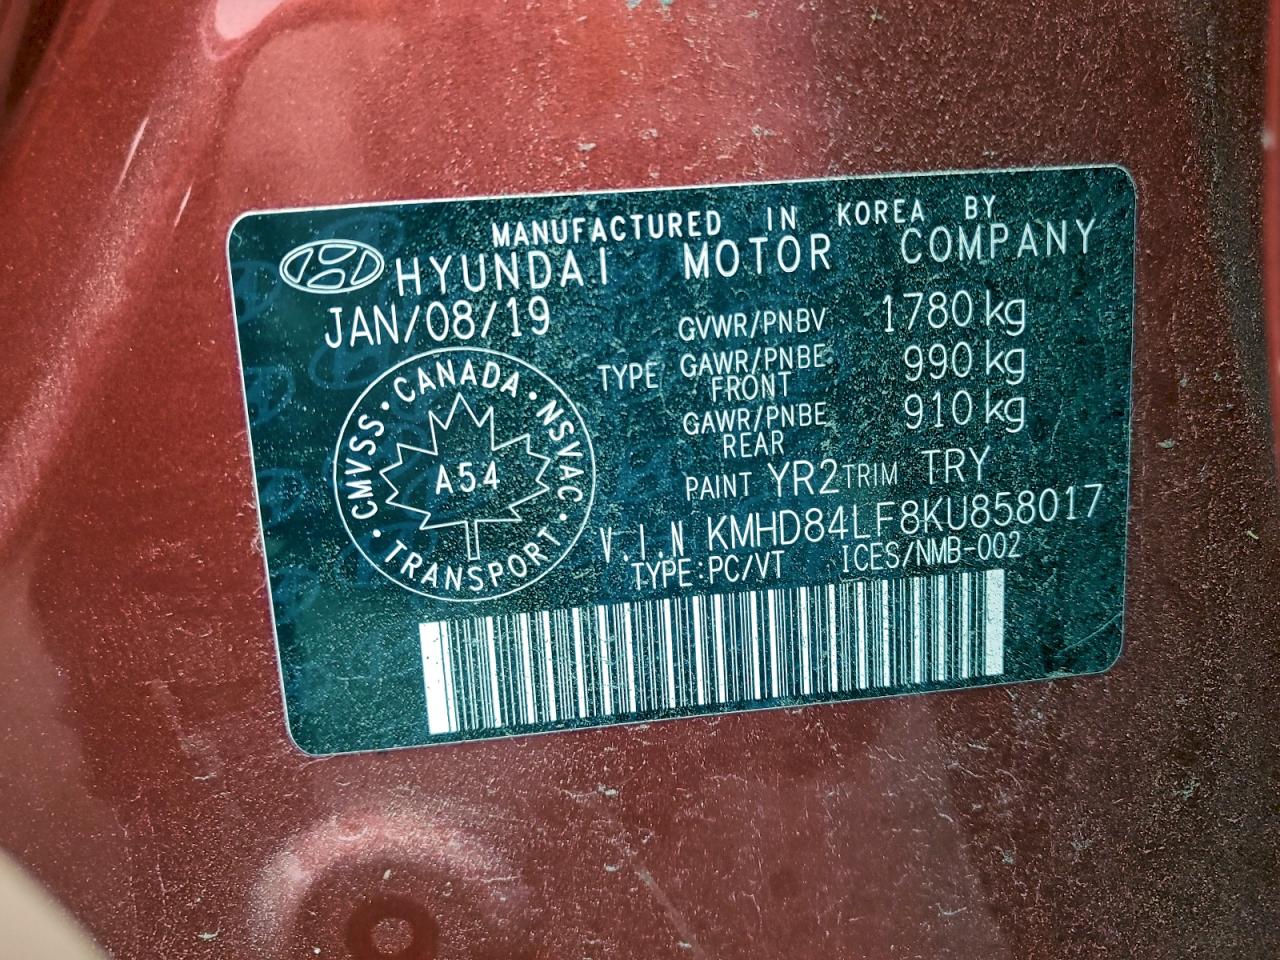 MANUFACTURED IN KOREA BY
HYUNDAI MOTOR COMPANY
JAN/08/19
GVWR/PNBV 1780 kg
TYPE GAWR/PNBE FRONT 990 kg
GAWR/PNBE REAR 910 kg
PAINT YR2 TRIM TRY
V.I.N KMHD84LF8KU858017
TYPE:PC/VT ICES/NMB-002
CMVSS · CANADA · NSVAC · TRANSPORT ·
A54